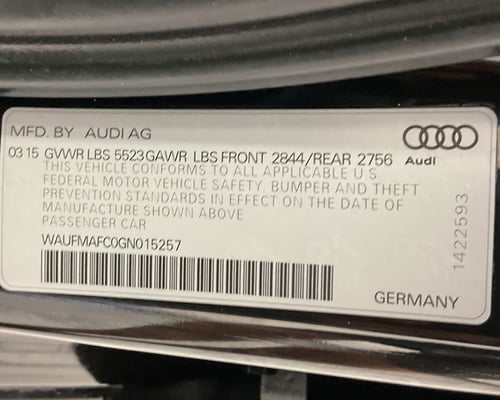 MFD. BY AUDI AG
Audi
03 15 GVWR LBS 5523 GAWR LBS FRONT 2844/REAR 2756
THIS VEHICLE CONFORMS TO ALL APPLICABLE U.S
FEDERAL MOTOR VEHICLE SAFETY, BUMPER AND THEFT
PREVENTION STANDARDS IN EFFECT ON THE DATE OF
MANUFACTURE SHOWN ABOVE
PASSENGER CAR
WAUFMAFC0GN015257
1422593
GERMANY